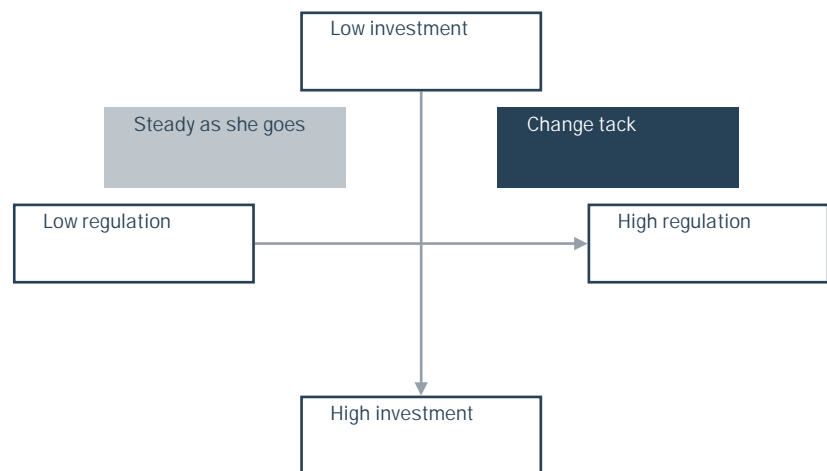 Low investment
Steady as she goes
Change tack
Low regulation
High regulation
High investment